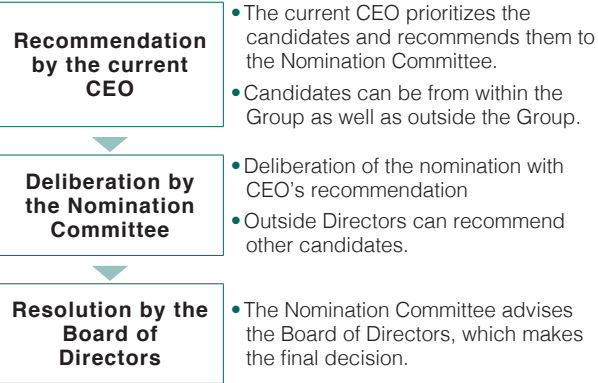 Recommendation
by the current
CEO
• The current CEO prioritizes the
candidates and recommends them to
the Nomination Committee.
• Candidates can be from within the
Group as well as outside the Group.
Deliberation by
the Nomination
Committee
• Deliberation of the nomination with
CEO's recommendation
• Outside Directors can recommend
other candidates.
Resolution by the
Board of
Directors
• The Nomination Committee advises
the Board of Directors, which makes
the final decision.